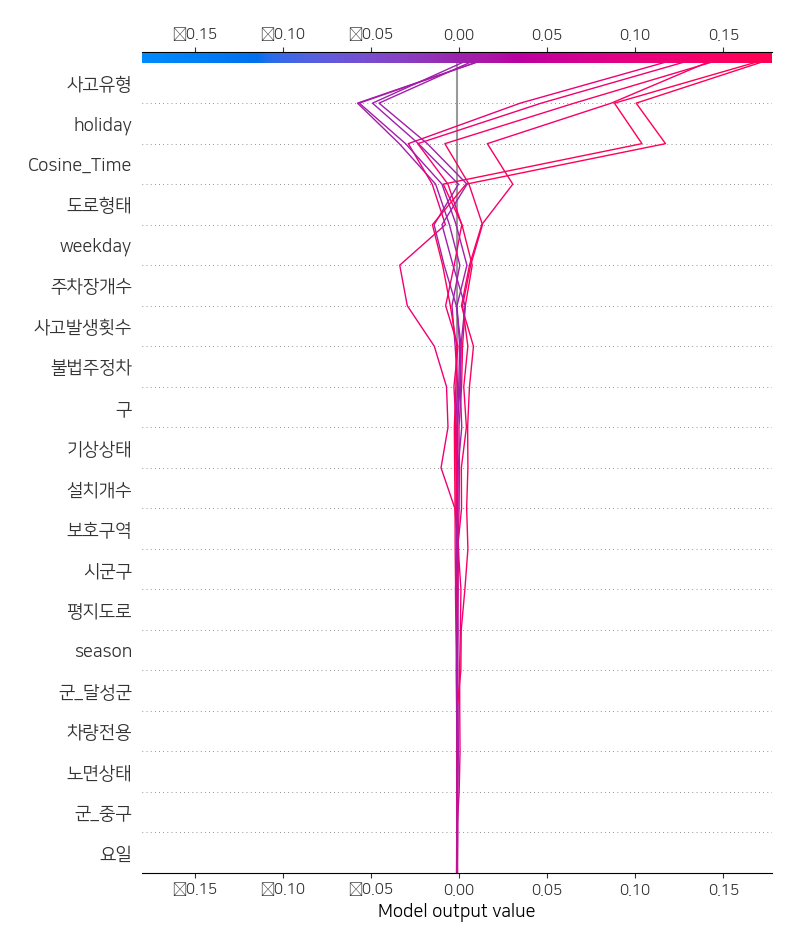 ☒0.15 ☒0.10 ☒0.05 0.00 0.05 0.10 0.15
사고유형
holiday
Cosine_Time
도로형태
weekday
주차장개수
사고발생횟수
불법주정차
구
기상상태
설치개수
보호구역
시군구
평지도로
season
군_달성군
차량전용
노면상태
군_중구
요일
☒0.15 ☒0.10 ☒0.05 0.00 0.05 0.10 0.15
Model output value